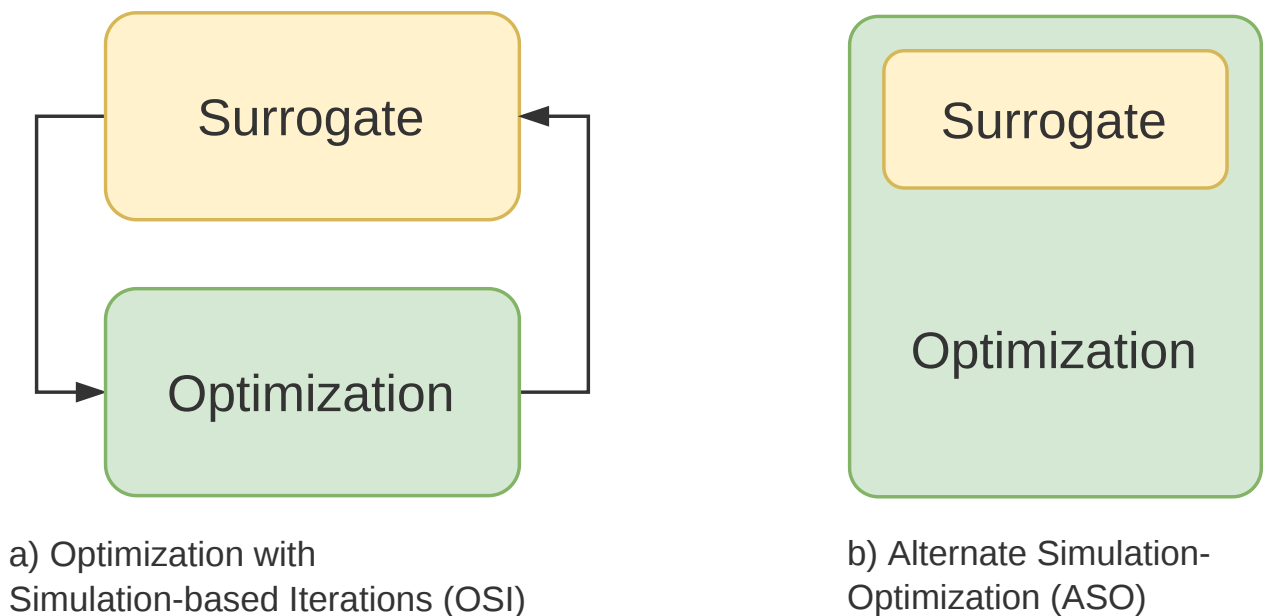 Surrogate
Optimization
a) Optimization with
Simulation-based Iterations (OSI)
Surrogate
Optimization
b) Alternate Simulation-
Optimization (ASO)